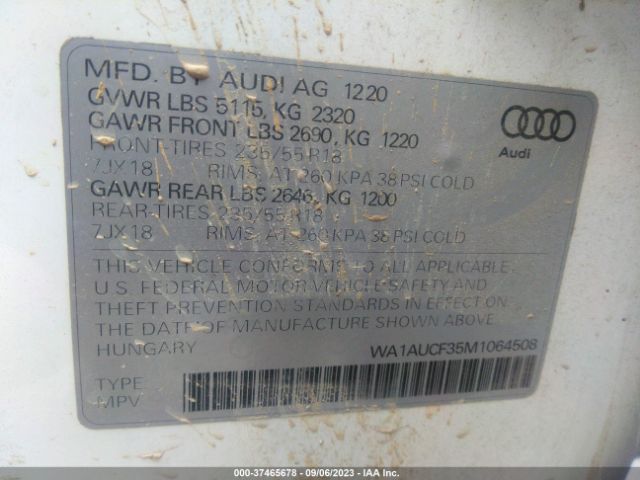 MFD. BY AUDI AG 1220
GVWR LBS 5115, KG 2320
GAWR FRONT LBS 2690, KG 1220
FRONT-TIRES 235/55 R18
7JX18 RIMS, AT 260 KPA 38 PSI COLD
GAWR REAR LBS 2646, KG 1200
REAR-TIRES 235/55 R18
7JX18 RIMS, AT 260 KPA 38 PSI COLD
Audi
THIS VEHICLE CONFORMS TO ALL APPLICABLE
U.S. FEDERAL MOTOR VEHICLE SAFETY AND
THEFT PREVENTION STANDARDS IN EFFECT ON
THE DATE OF MANUFACTURE SHOWN ABOVE.
HUNGARY WA1AUCF35M1064508
TYPE:
MPV
000-37465678 - 09/06/2023 - IAA Inc.